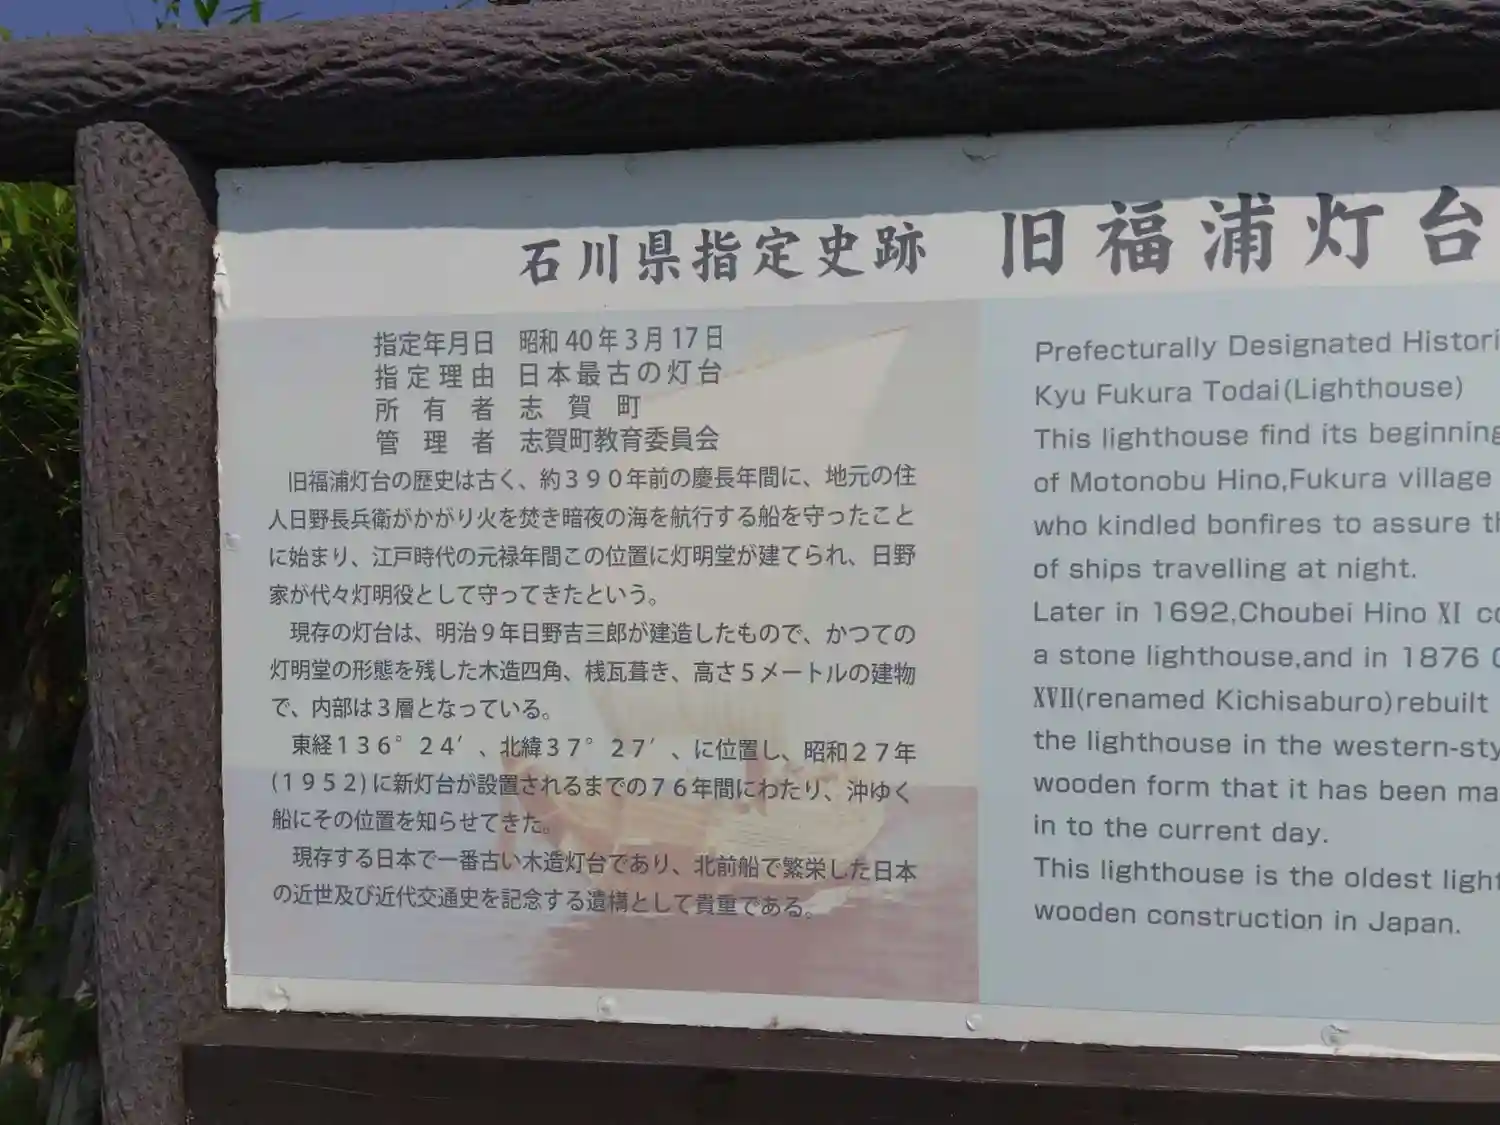 石川県指定史跡 旧福浦灯台
指定年月日 昭和40年3月17日
指定理由 日本最古の灯台
所有者 志賀町
管理者 志賀町教育委員会
旧福浦灯台の歴史は古く、約３９０年前の慶長年間に、地元の住
人日野長兵衛がかがり火を焚き暗夜の海を航行する船を守ったこと
に始まり、江戸時代の元禄年間この位置に灯明堂が建てられ、日野
家が代々灯明役として守ってきたという。
現存の灯台は、明治９年日野吉三郎が建造したもので、かつての
灯明堂の形態を残した木造四角、桟瓦葺き、高さ５メートルの建物
で、内部は３層となっている。
東経１３６°２４′、北緯３７°２７′、に位置し、昭和２７年
(１９５２)に新灯台が設置されるまでの７６年間にわたり、沖ゆく
船にその位置を知らせてきた。
現存する日本で一番古い木造灯台であり、北前船で繁栄した日本
の近世及び近代交通史を記念する遺構として貴重である。
Prefecturally Designated Histori
Kyu Fukura Todai(Lighthouse)
This lighthouse find its beginning
of Motonobu Hino,Fukura village
who kindled bonfires to assure t
of ships travelling at night.
Later in 1692,Choubei Hino Ⅺ co
a stone lighthouse,and in 1876
XVII(renamed Kichisaburo)rebuilt
the lighthouse in the western-sty
wooden form that it has been ma
in to the current day.
This lighthouse is the oldest light
wooden construction in Japan.